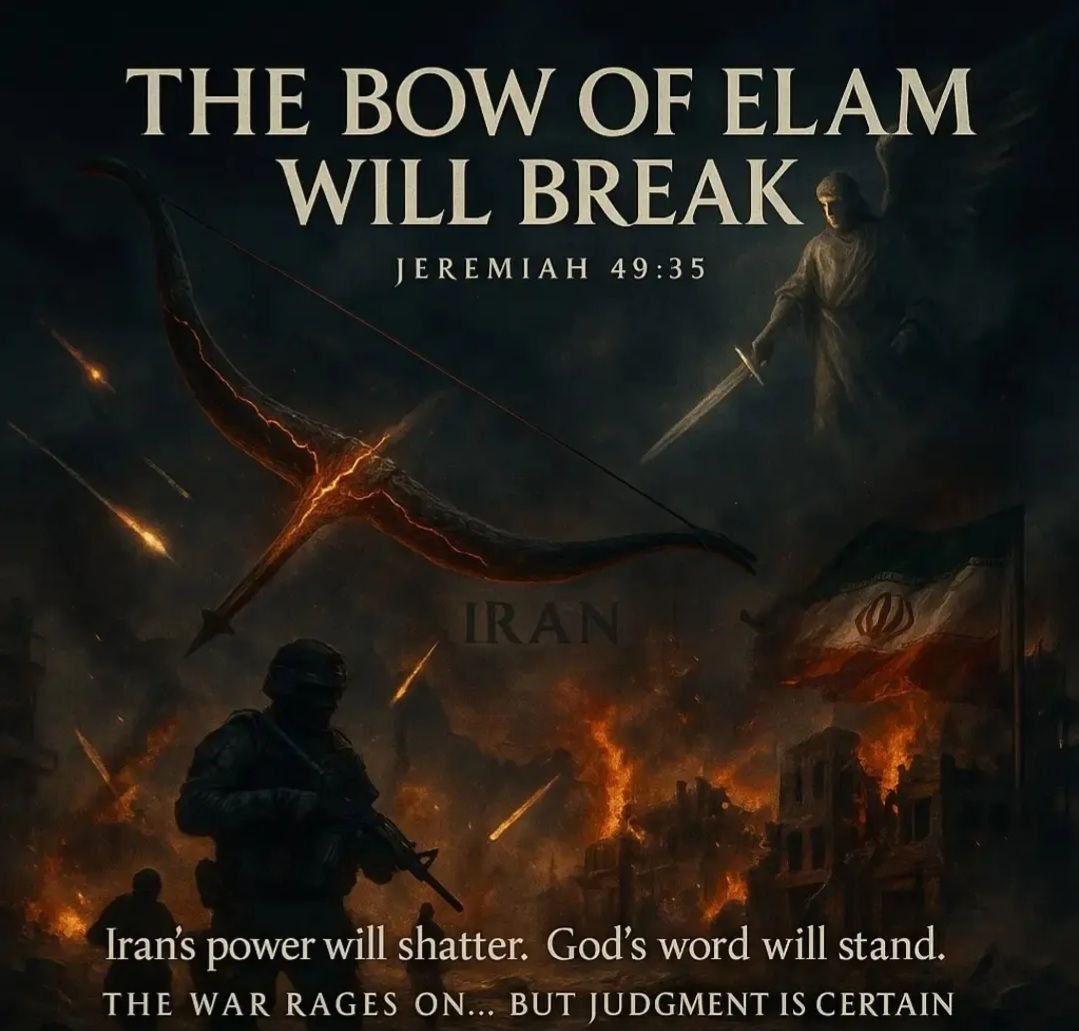 THE BOW OF ELAM
WILL BREAK
JEREMIAH 49:35
IRAN
Iran's power will shatter. God's word will stand.
THE WAR RAGES ON... BUT JUDGMENT IS CERTAIN